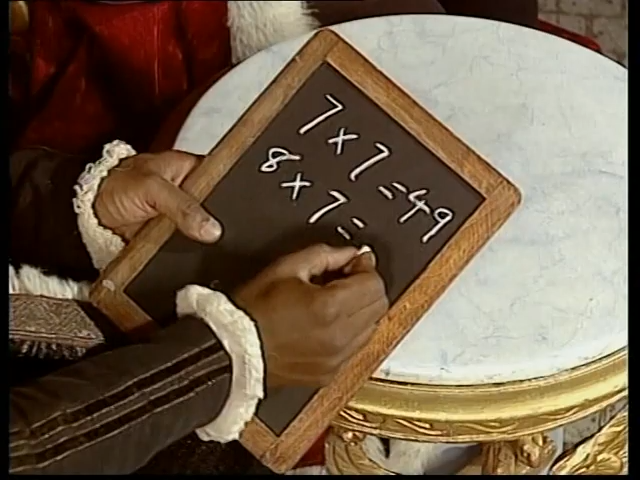 7 x 7 = 49
8 x 7 =